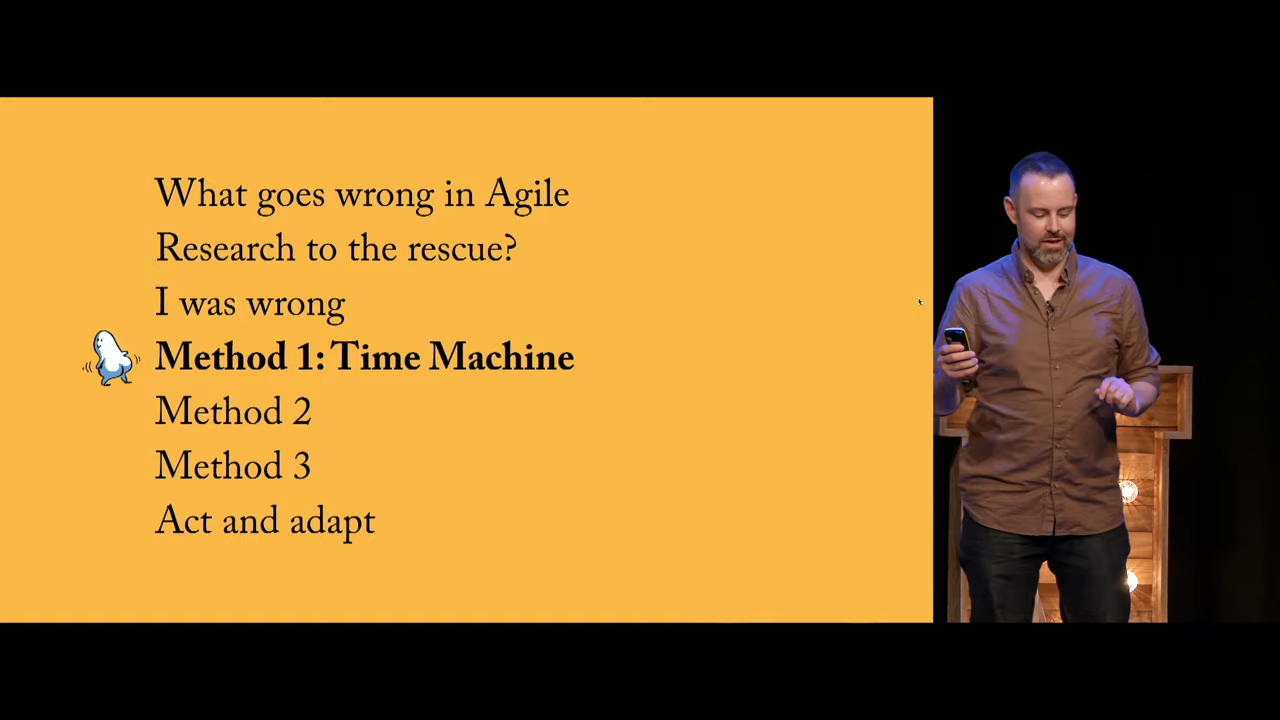 What goes wrong in Agile
Research to the rescue?
I was wrong
Method 1: Time Machine
Method 2
Method 3
Act and adapt